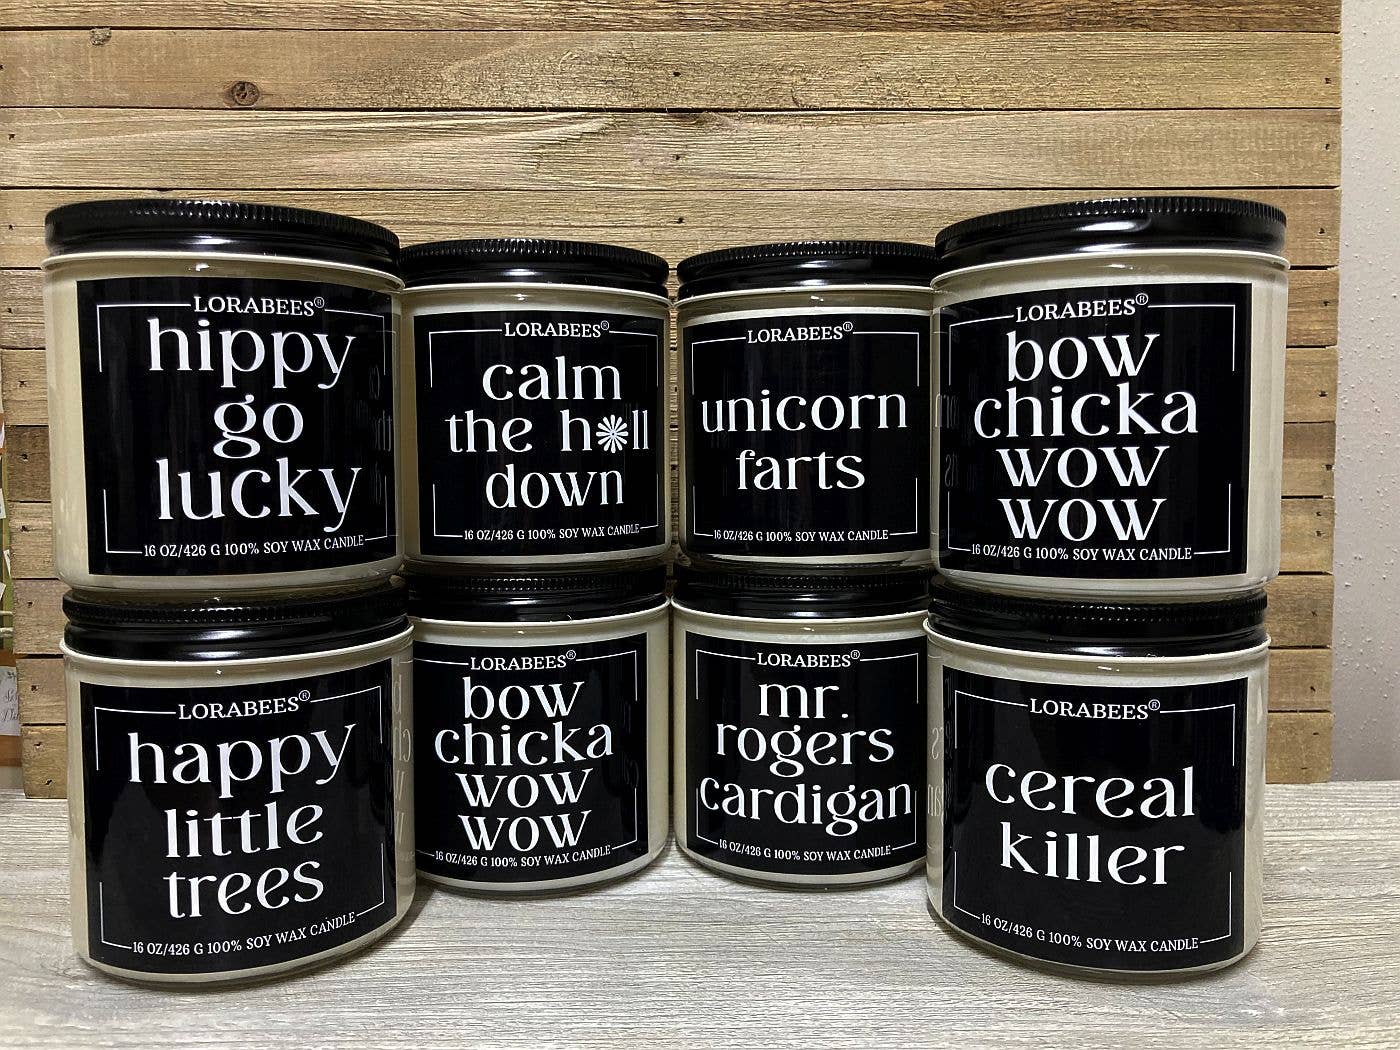 LORABEES®
hippy
go
lucky
16 OZ/426 G 100% SOY WAX CANDLE
LORABEES®
calm
the h*ll
down
16 OZ/426 G 100% SOY WAX CANDLE
LORABEES®
unicorn
farts
16 OZ/426 G 100% SOY WAX CANDLE
LORABEES®
bow
chicka
wow
wow
16 OZ/426 G 100% SOY WAX CANDLE
LORABEES®
happy
little
trees
16 OZ/426 G 100% SOY WAX CANDLE
LORABEES®
bow
chicka
wow
wow
16 OZ/426 G 100% SOY WAX CANDLE
LORABEES®
mr.
rogers
cardigan
16 OZ/426 G 100% SOY WAX CANDLE
LORABEES®
cereal
killer
16 OZ/426 G 100% SOY WAX CANDLE